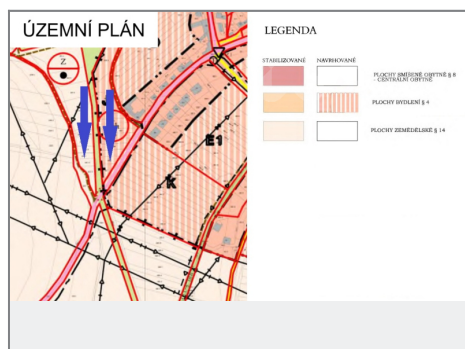 ÚZEMNÍ PLÁN
LEGENDA
STABILIZOVANÉ NAVRHOVANÉ
PLOCHY SMÍŠENÉ OBYTNÉ § 8
- CENTRÁLNÍ OBYTNÉ
PLOCHY BYDLENÍ § 4
PLOCHY ZEMĚDĚLSKÉ § 14
Z
E1
K